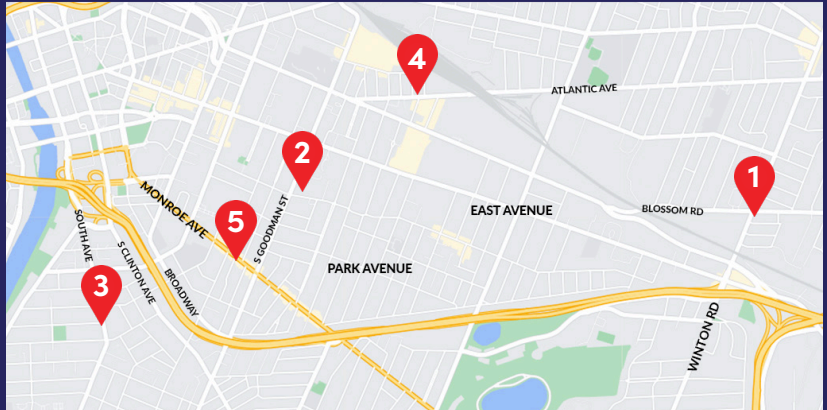 4
ATLANTIC AVE
2
1
MONROE AVE
BLOSSOM RD
EAST AVENUE
5
S GOODMAN ST
SOUTH AVE
S CLINTON AVE
PARK AVENUE
3
BROADWAY
WINTON RD